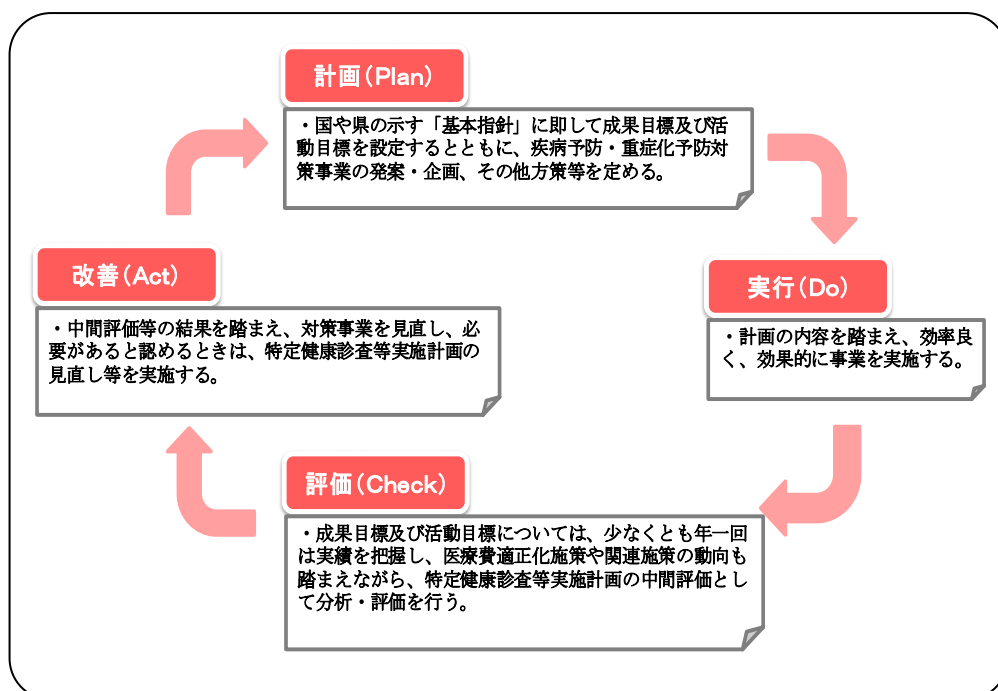 計画(Plan)
・国や県の示す「基本指針」に即して成果目標及び活
動目標を設定するとともに、疾病予防・重症化予防対
策事業の発案・企画、その他方策等を定める。
実行(Do)
・計画の内容を踏まえ、効率良
く、効果的に事業を実施する。
評価(Check)
・成果目標及び活動目標については、少なくとも年一回
は実績を把握し、医療費適正化施策や関連施策の動向も
踏まえながら、特定健康診査等実施計画の中間評価とし
て分析・評価を行う。
改善(Act)
・中間評価等の結果を踏まえ、対策事業を見直し、必
要があると認めるときは、特定健康診査等実施計画の
見直し等を実施する。